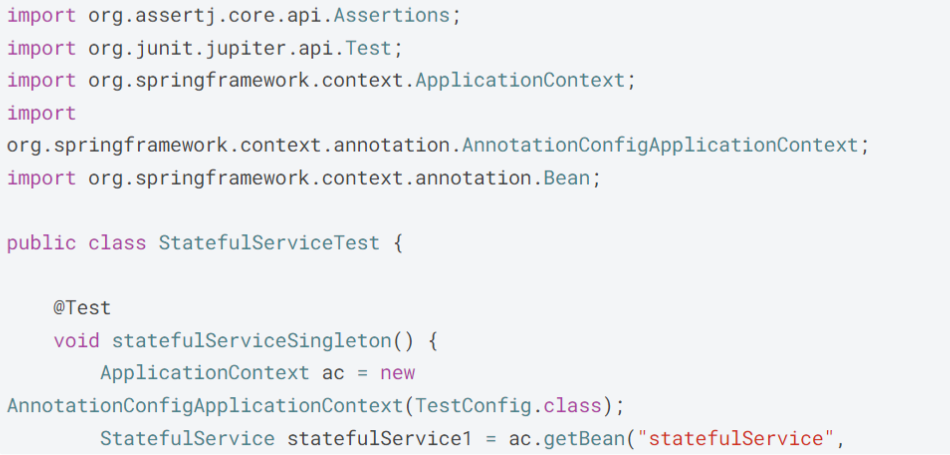 import org.assertj.core.api.Assertions;
import org.junit.jupiter.api.Test;
import org.springframework.context.ApplicationContext;
import
org.springframework.context.annotation.AnnotationConfigApplicationContext;
import org.springframework.context.annotation.Bean;
public class StatefulServiceTest {
@Test
void statefulServiceSingleton() {
ApplicationContext ac = new
AnnotationConfigApplicationContext(TestConfig.class);
StatefulService statefulService1 = ac.getBean("statefulService",